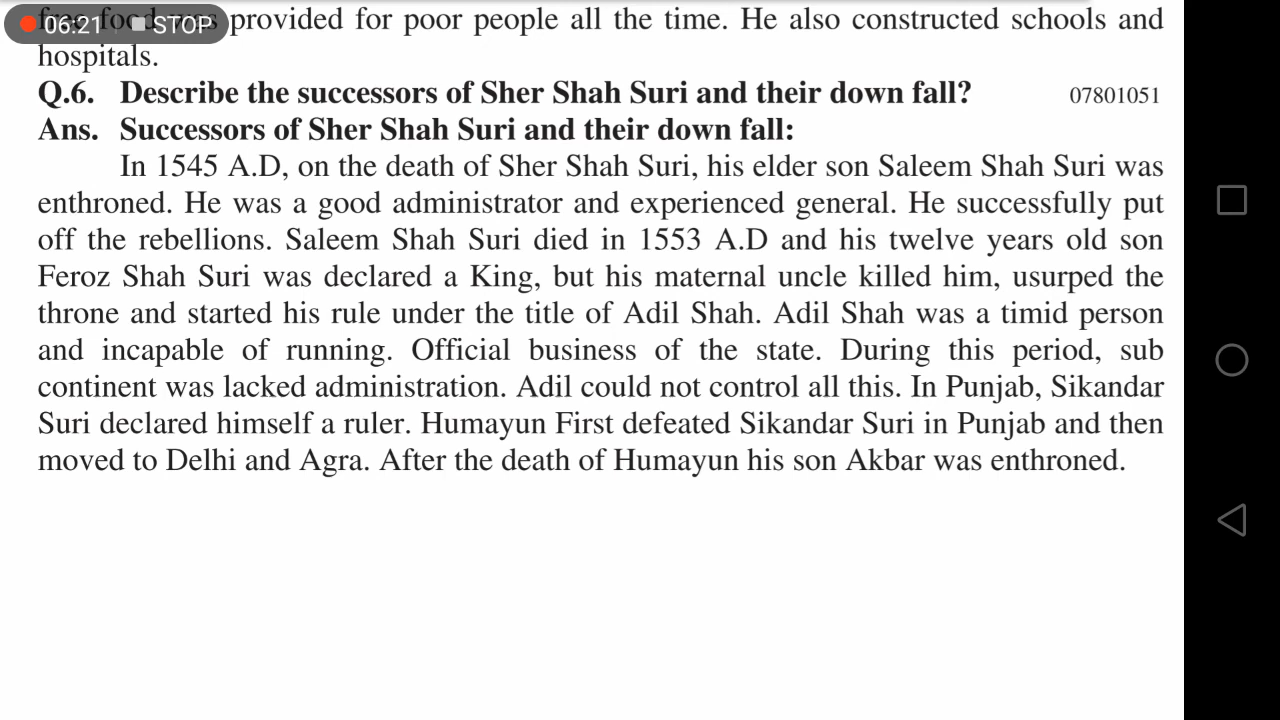 provided for poor people all the time. He also constructed schools and
06:21 STOP
hospitals.
Q.6. Describe the successors of Sher Shah Suri and their down fall? 07801051
Ans. Successors of Sher Shah Suri and their down fall:
In 1545 A.D, on the death of Sher Shah Suri, his elder son Saleem Shah Suri was
enthroned. He was a good administrator and experienced general. He successfully put
off the rebellions. Saleem Shah Suri died in 1553 A.D and his twelve years old son
Feroz Shah Suri was declared a King, but his maternal uncle killed him, usurped the
throne and started his rule under the title of Adil Shah. Adil Shah was a timid person
and incapable of running. Official business of the state. During this period, sub
continent was lacked administration. Adil could not control all this. In Punjab, Sikandar
Suri declared himself a ruler. Humayun First defeated Sikandar Suri in Punjab and then
moved to Delhi and Agra. After the death of Humayun his son Akbar was enthroned.